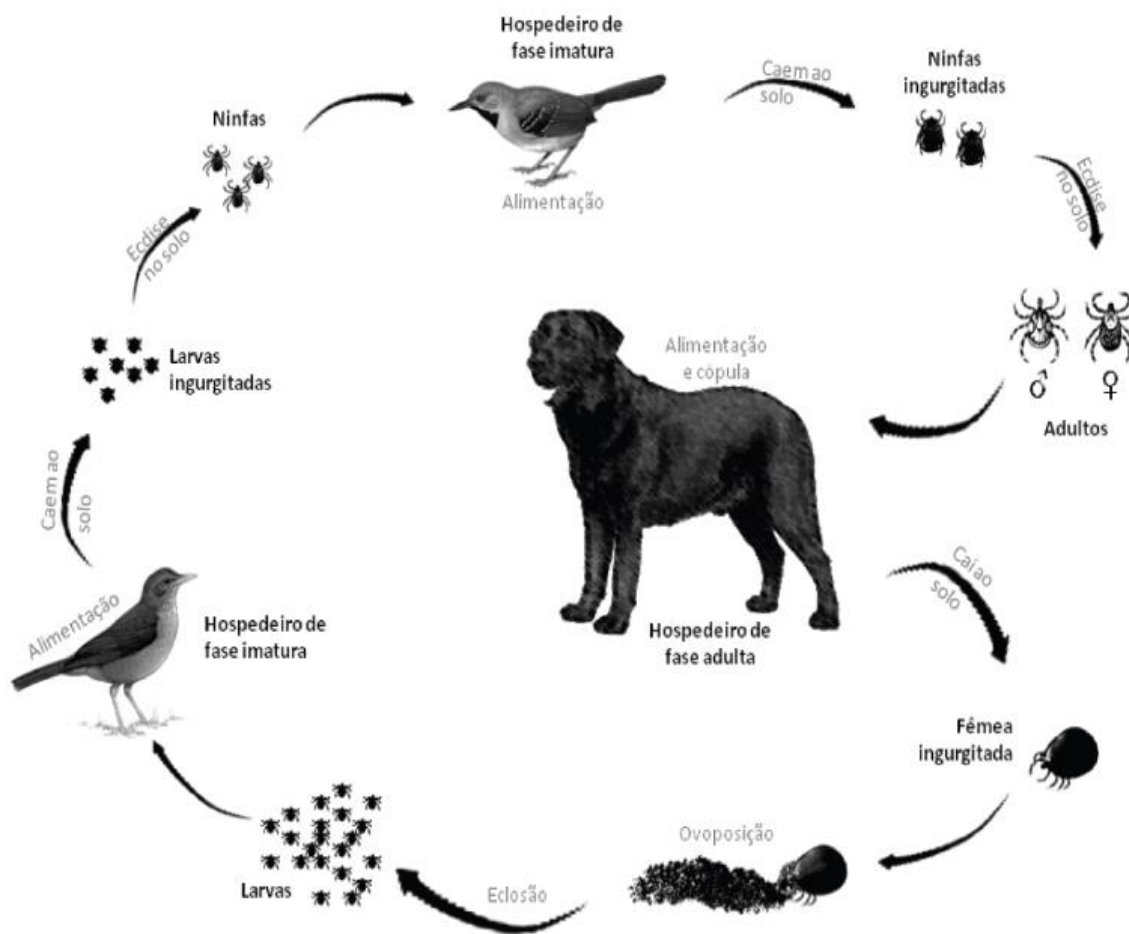 Hospedeiro de
fase imatura
Alimentação
Caem ao
solo
Ninfas
ingurgitadas
Ecdise
no solo
♂
♀
Adultos
Alimentação
e cópula
Hospedeiro de
fase adulta
Cai ao
solo
Fêmea
ingurgitada
Ovoposição
Eclosão
Larvas
Hospedeiro de
fase imatura
Alimentação
Caem ao
solo
Larvas
ingurgitadas
Ecdise
no solo
Ninfas